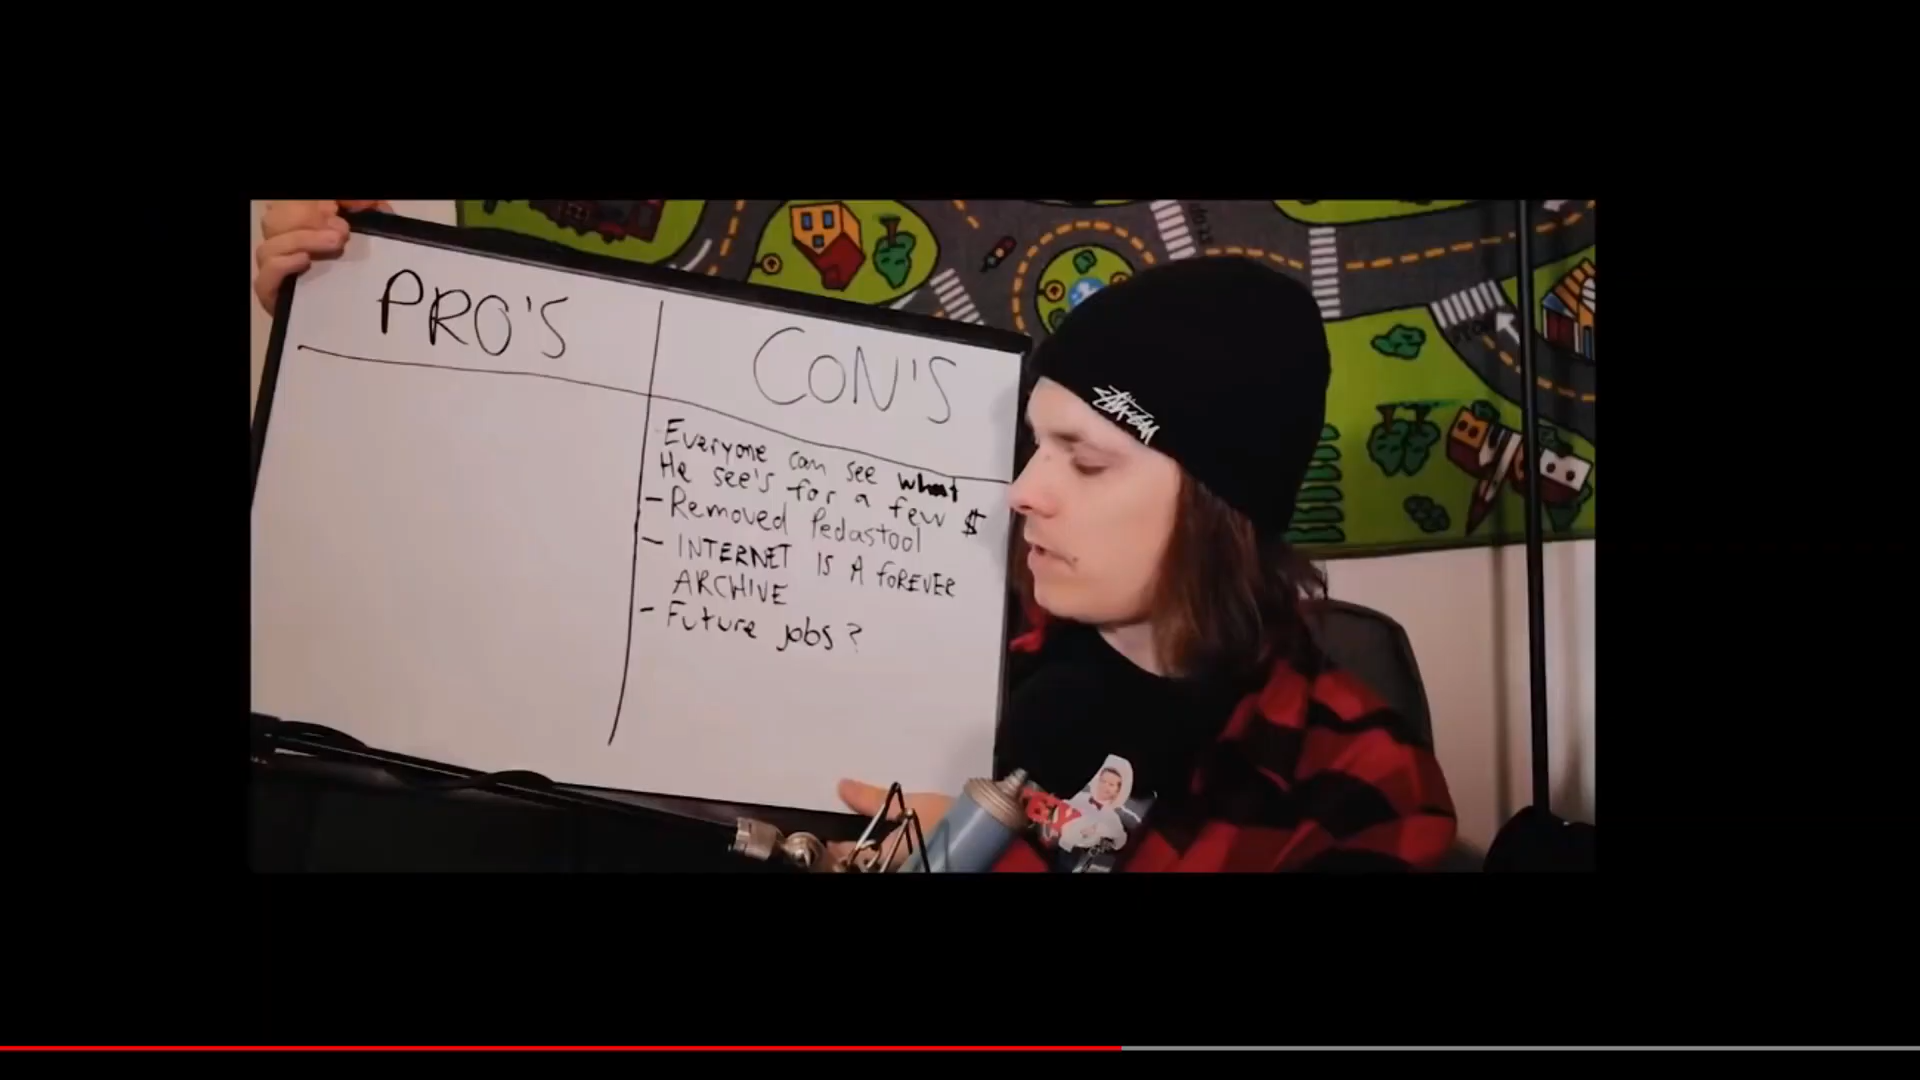 PRO'S
CON'S
Everyone can see what
He see's for a few $
- Removed Pedastool
- INTERNET IS A FOREVER
ARCHIVE
- Future jobs?